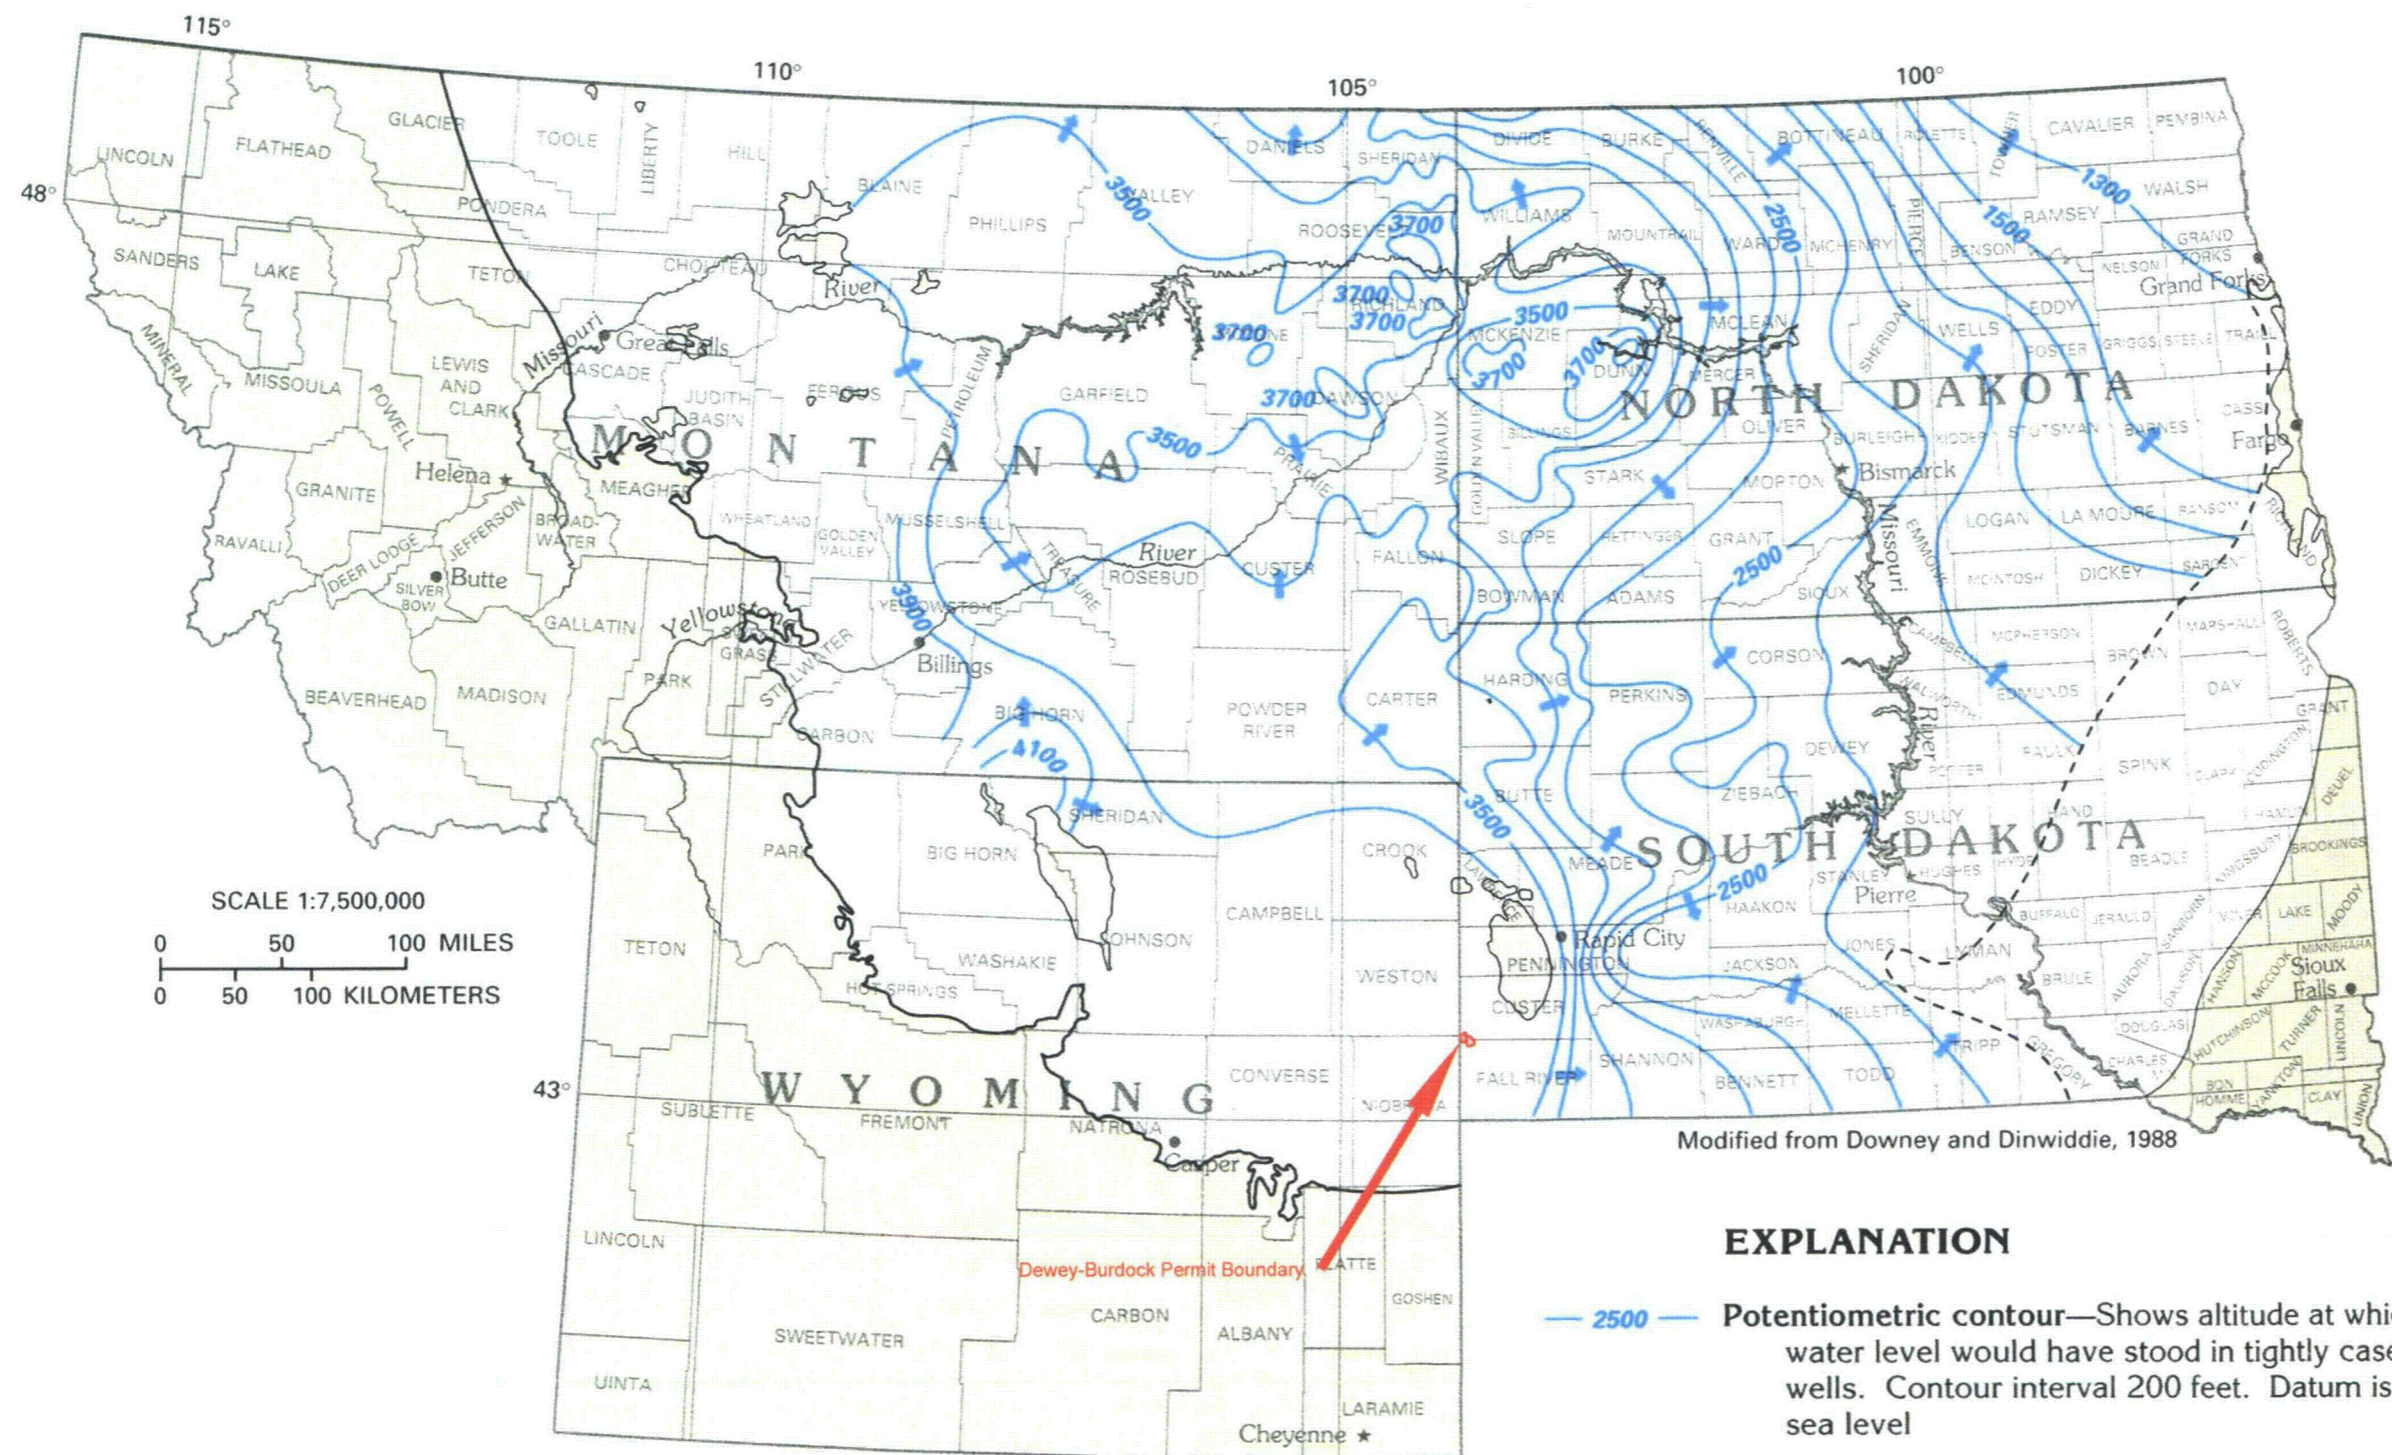 115°
110°
105°
100°
48°
43°
LINCOLN
FLATHEAD
GLACIER
TOOLE
LIBERTY
HILL
BLAINE
PHILLIPS
VALLEY
DANIELS
SHERIDAN
ROOSEVELT
PONDERA
SANDERS
LAKE
TETON
CHOUTEAU
River
Missouri
Great Falls
CASCADE
MINERAL
MISSOULA
POWELL
LEWIS
AND
CLARK
JUDITH
BASIN
FERGUS
PETROLEUM
GARFIELD
RICHLAND
DAWSON
PRAIRIE
WIBAUX
MONTANA
Helena
GRANITE
MEAGHER
BROAD-
WATER
JEFFERSON
RAVALLI
DEER LODGE
SILVER
BOW
Butte
WHEATLAND
GOLDEN
VALLEY
MUSSELSHELL
TREASURE
ROSEBUD
River
CUSTER
FALLON
YELLOWSTONE
Yellowstone
GALLATIN
GRASS
STILLWATER
Billings
BEAVERHEAD
MADISON
PARK
CARBON
BIG HORN
POWDER
RIVER
CARTER
3500
3700
3700
3700
3700
3700
3500
3900
4100
3500
DIVIDE
BURKE
RENVILLE
BOTTINEAU
ROLETTE
TOWNER
CAVALIER
PEMBINA
WILLIAMS
MOUNTRAIL
WARD
MCHENRY
PIERCE
BENSON
RAMSEY
WALSH
NELSON
GRAND
FORKS
Grand Forks
MCKENZIE
MCLEAN
SHERIDAN
WELLS
EDDY
FOSTER
GRIGGS
STEELE
TRAILL
DUNN
MERCER
NORTH DAKOTA
BILLINGS
OLIVER
BURLEIGH
KIDDER
STUTSMAN
BARNES
CASS
Fargo
GOLDEN VALLEY
STARK
MORTON
Bismarck
SLOPE
HETTINGER
GRANT
Missouri
EMMONS
LOGAN
LA MOURE
RANSOM
RICHLAND
BOWMAN
ADAMS
SIOUX
MCINTOSH
DICKEY
SARGENT
3500
3700
3700
2500
1500
1300
2500
HARDING
PERKINS
CORSON
CAMPBELL
MCPHERSON
BROWN
MARSHALL
ROBERTS
WALWORTH
EDMUNDS
DAY
GRANT
River
DEWEY
POTTER
FAULK
SPINK
CLARK
CODINGTON
DEUEL
BUTTE
ZIEBACH
SULLY
HAND
HAMLIN
MEADE
SOUTH DAKOTA
LAWRENCE
STANLEY
HUGHES
HYDE
BEADLE
KINGSBURY
BROOKINGS
2500
HAAKON
Pierre
BUFFALO
JERAULD
SANBORN
MINER
LAKE
MOODY
Rapid City
PENNINGTON
JACKSON
JONES
LYMAN
BRULE
AURORA
DAVISON
HANSON
MCCOOK
MINNEHAHA
Sioux
Falls
CUSTER
WASHABAUGH
MELLETTE
DOUGLAS
HUTCHINSON
TURNER
LINCOLN
FALL RIVER
SHANNON
BENNETT
TODD
TRIPP
GREGORY
CHARLES
MIX
BON
HOMME
YANKTON
CLAY
UNION
PARK
BIG HORN
SHERIDAN
CROOK
CAMPBELL
JOHNSON
TETON
WASHAKIE
WESTON
HOT SPRINGS
WYOMING
SUBLETTE
FREMONT
NATRONA
CONVERSE
NIOBRARA
Casper
LINCOLN
Dewey-Burdock Permit Boundary
PLATTE
GOSHEN
CARBON
ALBANY
SWEETWATER
UINTA
LARAMIE
Cheyenne
SCALE 1:7,500,000
0 50 100 MILES
0 50 100 KILOMETERS
Modified from Downey and Dinwiddie, 1988
EXPLANATION
2500 Potentiometric contour—Shows altitude at whi
water level would have stood in tightly case
wells. Contour interval 200 feet. Datum is
sea level